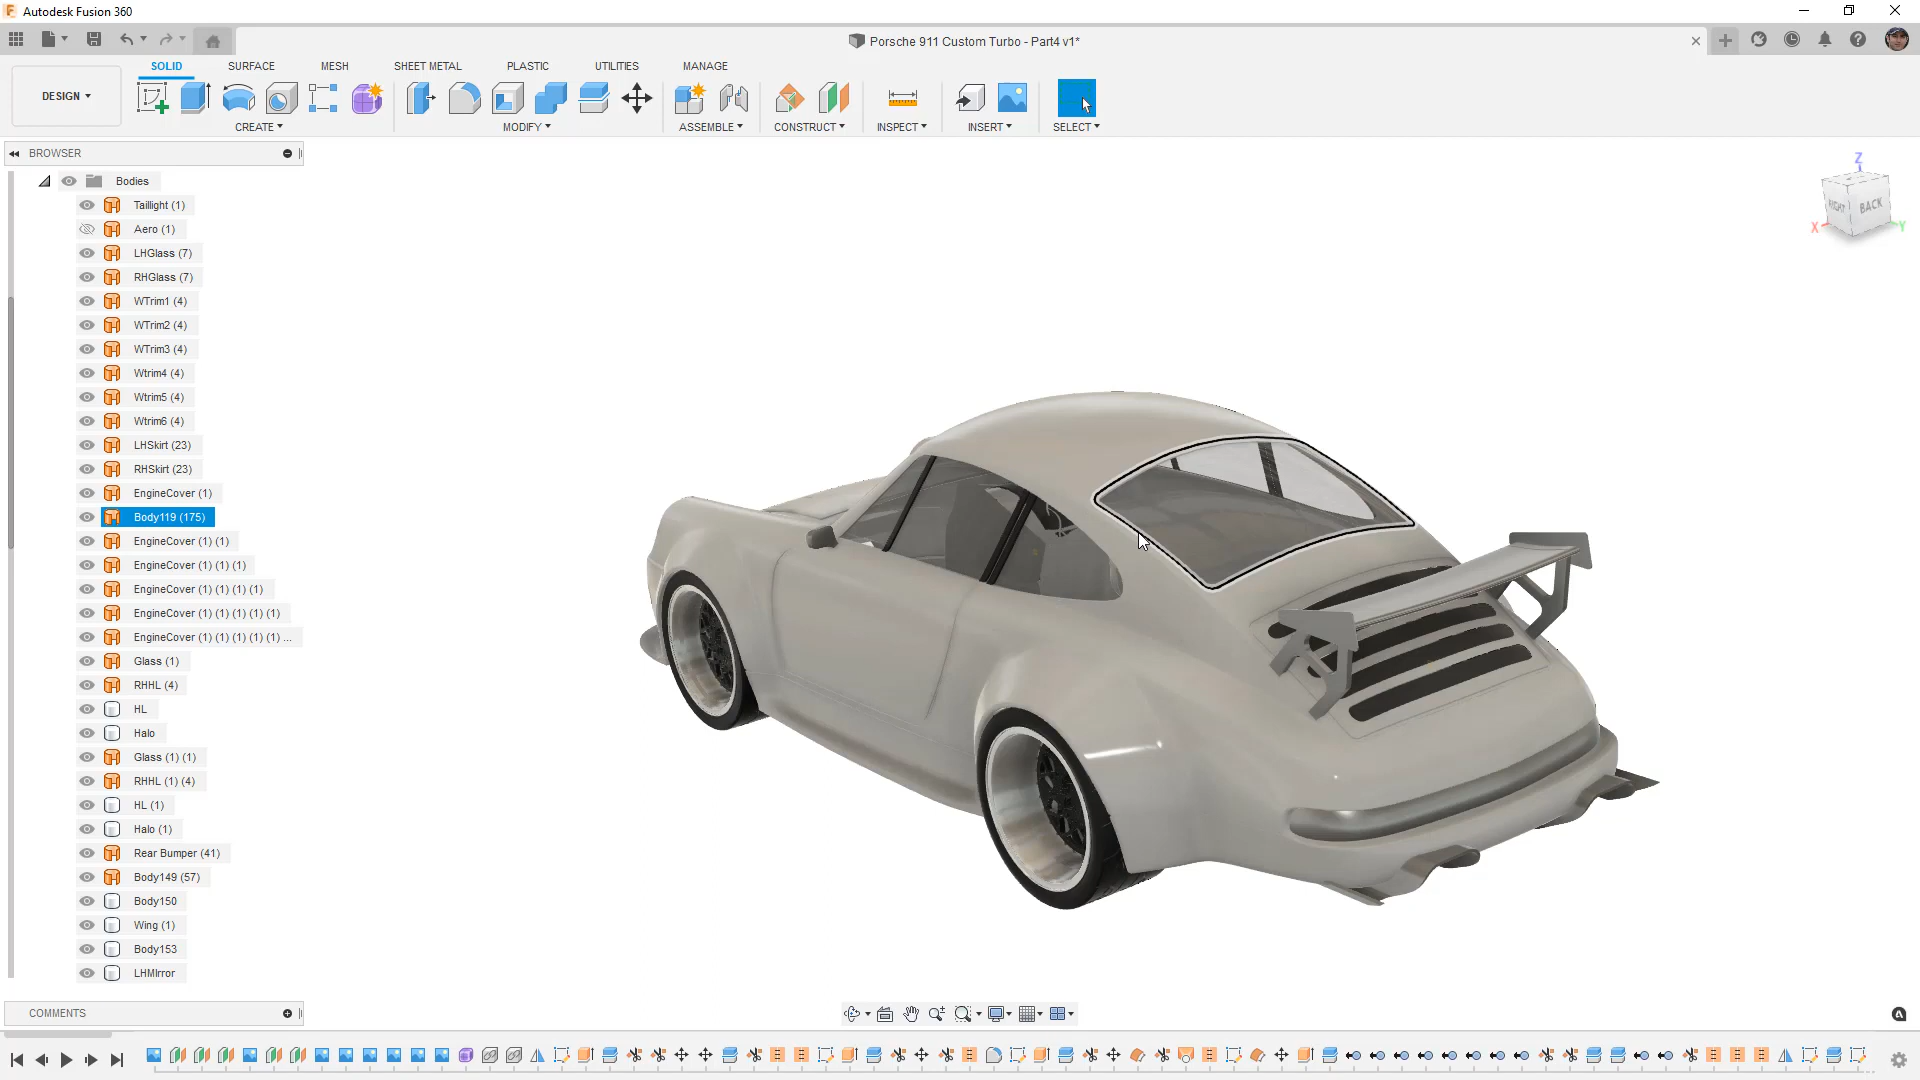 Autodesk Fusion 360
Porsche 911 Custom Turbo - Part4 v1*
DESIGN
SOLID
SURFACE
MESH
SHEET METAL
PLASTIC
UTILITIES
MANAGE
CREATE
MODIFY
ASSEMBLE
CONSTRUCT
INSPECT
INSERT
SELECT
BROWSER
Bodies
Taillight (1)
Aero (1)
LHGlass (7)
RHGlass (7)
WTrim1 (4)
WTrim2 (4)
WTrim3 (4)
Wtrim4 (4)
Wtrim5 (4)
Wtrim6 (4)
LHSkirt (23)
RHSkirt (23)
EngineCover (1)
Body119 (175)
EngineCover (1) (1)
EngineCover (1) (1) (1)
EngineCover (1) (1) (1) (1)
EngineCover (1) (1) (1) (1) (1)
EngineCover (1) (1) (1) (1) (1) ...
Glass (1)
RHHL (4)
HL
Halo
Glass (1) (1)
RHHL (1) (4)
HL (1)
Halo (1)
Rear Bumper (41)
Body149 (57)
Body150
Wing (1)
Body153
LHMIrror
COMMENTS
Z
RIGHT
BACK
X
Y